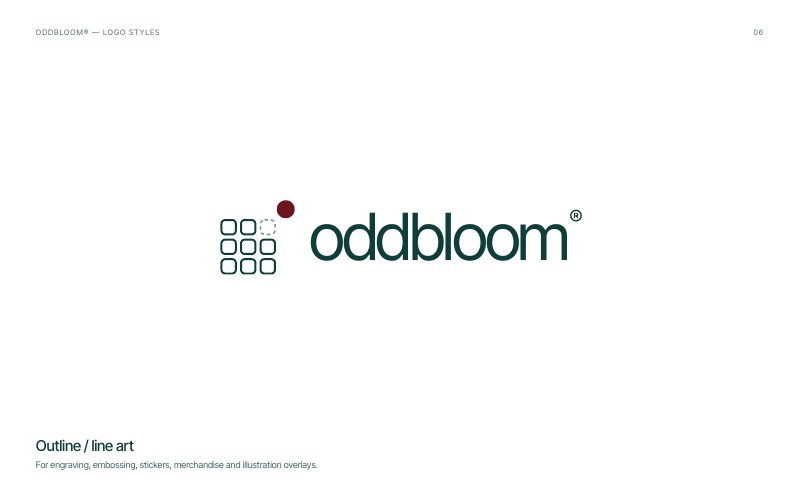 ODDBLOOM® — LOGO STYLES
06
oddbloom®
Outline / line art
For engraving, embossing, stickers, merchandise and illustration overlays.